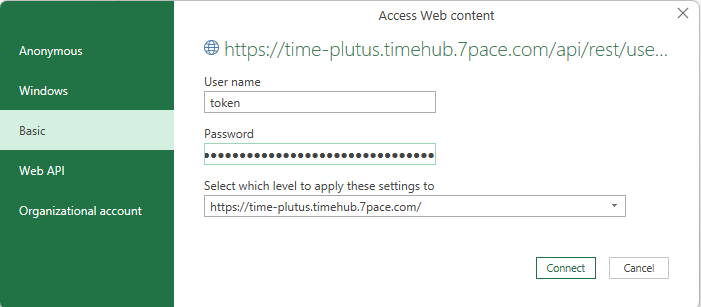 Access Web content
Anonymous
Windows
Basic
Web API
Organizational account
https://time-plutus.timehub.7pace.com/api/rest/use...
User name
token
Password
●●●●●●●●●●●●●●●●●●●●●●●●●●●●●●
Select which level to apply these settings to
https://time-plutus.timehub.7pace.com/
Connect
Cancel